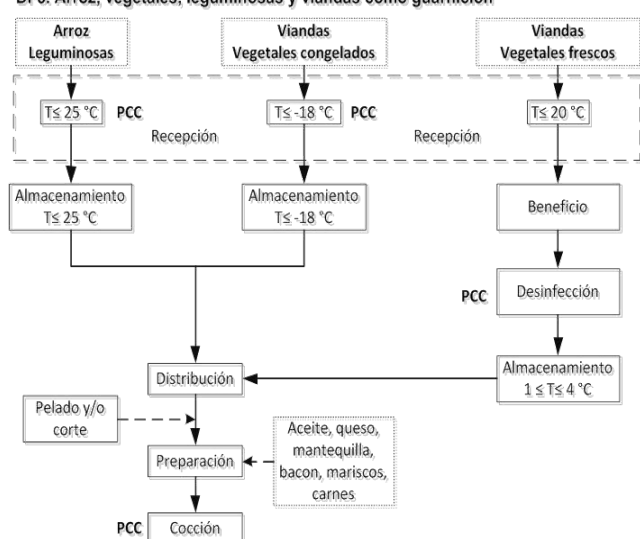 Arroz, vegetales, leguminosas y viandas como guarnición
Arroz
Leguminosas
Viandas
Vegetales congelados
Viandas
Vegetales frescos
T≤ 25 °C
PCC
T≤ -18 °C
PCC
T≤ 20 °C
Recepción
Recepción
Almacenamiento
T≤ 25 °C
Almacenamiento
T≤ -18 °C
Beneficio
PCC
Desinfección
Almacenamiento
1 ≤ T≤ 4 °C
Distribución
Pelado y/o
corte
Aceite, queso,
mantequilla,
bacon, mariscos,
carnes
Preparación
PCC
Cocción